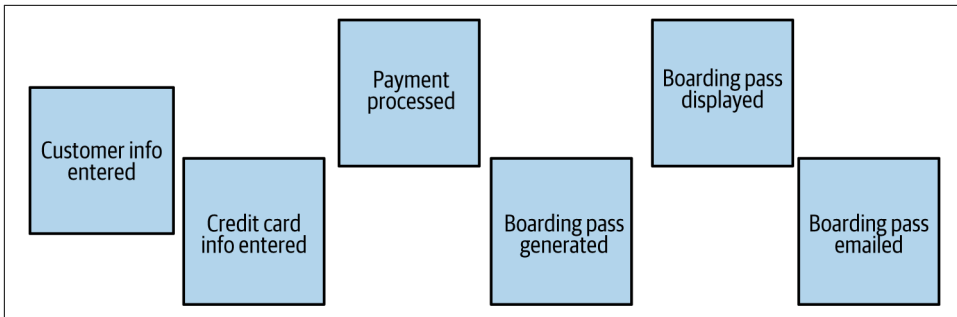 Customer info
entered
Credit card
info entered
Payment
processed
Boarding pass
generated
Boarding pass
displayed
Boarding pass
emailed